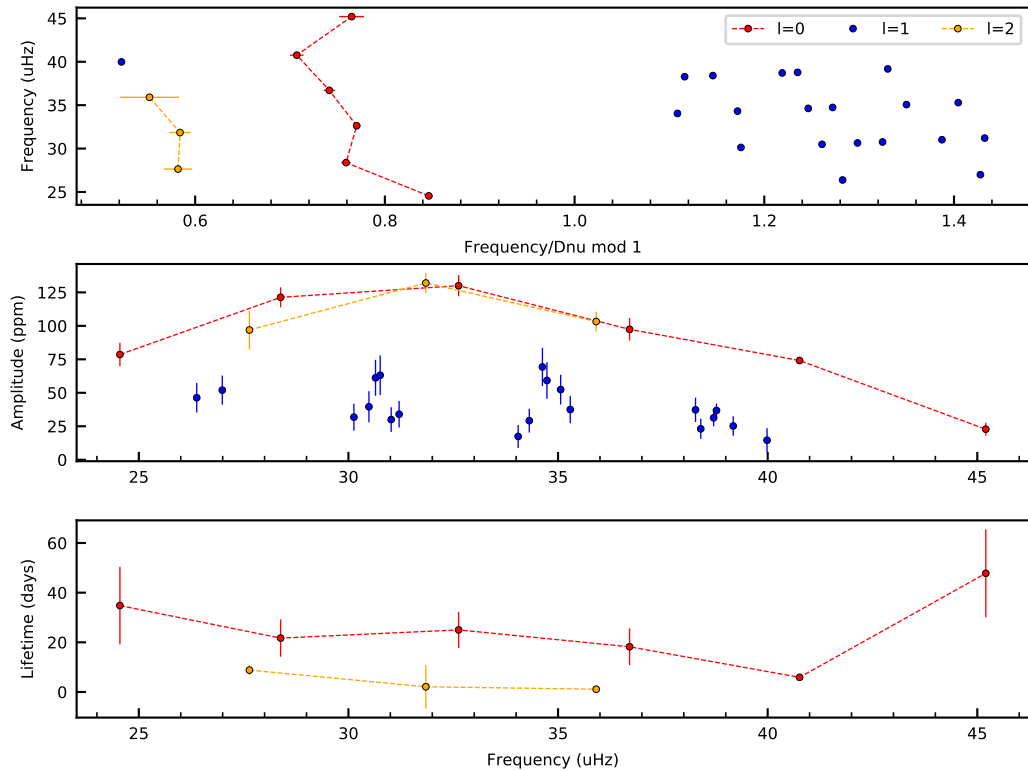 45
40
35
30
25
Frequency (uHz)
l=0 l=1 l=2
0.6 0.8 1.0 1.2 1.4
Frequency/Dnu mod 1
125
100
75
50
25
0
Amplitude (ppm)
25 30 35 40 45
60
40
20
0
Lifetime (days)
25 30 35 40 45
Frequency (uHz)